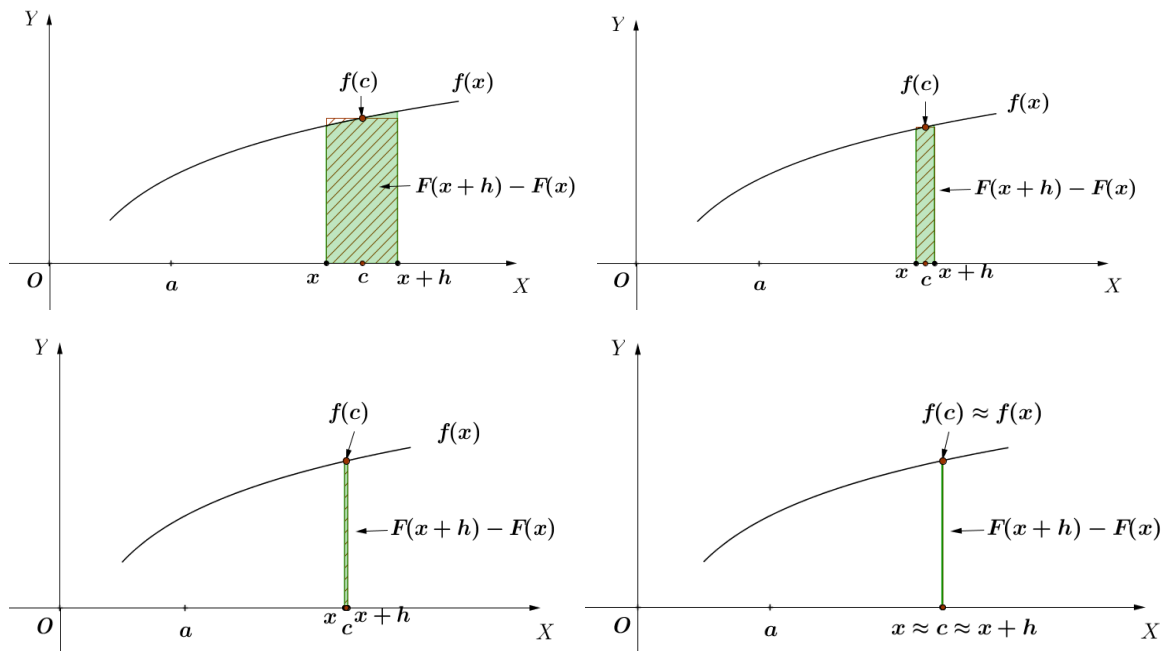 Y
f(c)
f(x)
F(x + h) − F(x)
O
a
x
c
x + h
X
Y
f(c)
f(x)
F(x + h) − F(x)
O
a
x
c
x + h
X
Y
f(c)
f(x)
F(x + h) − F(x)
O
a
x
c
x + h
X
Y
f(c) ≈ f(x)
F(x + h) − F(x)
O
a
x ≈ c ≈ x + h
X